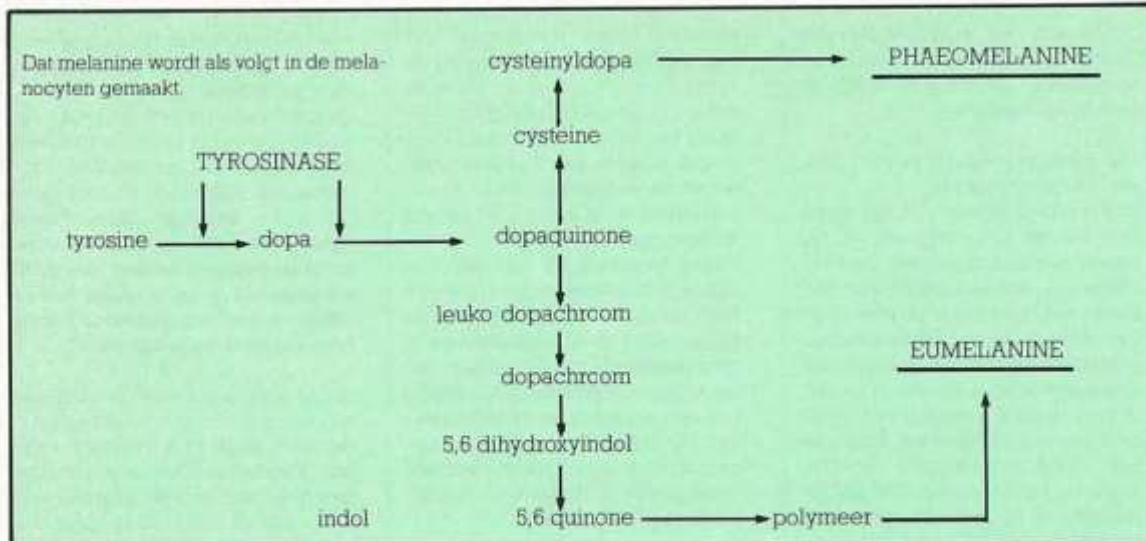 Dat melanine wordt als volgt in de mela-
nocyten gemaakt.
cysteinyldopa
PHAEOMELANINE
cysteine
TYROSINASE
tyrosine
dopa
dopaquinone
leuko dopachrcom
EUMELANINE
dopachrcom
5,6 dihydroxyindol
indol
5,6 quinone
polymeer